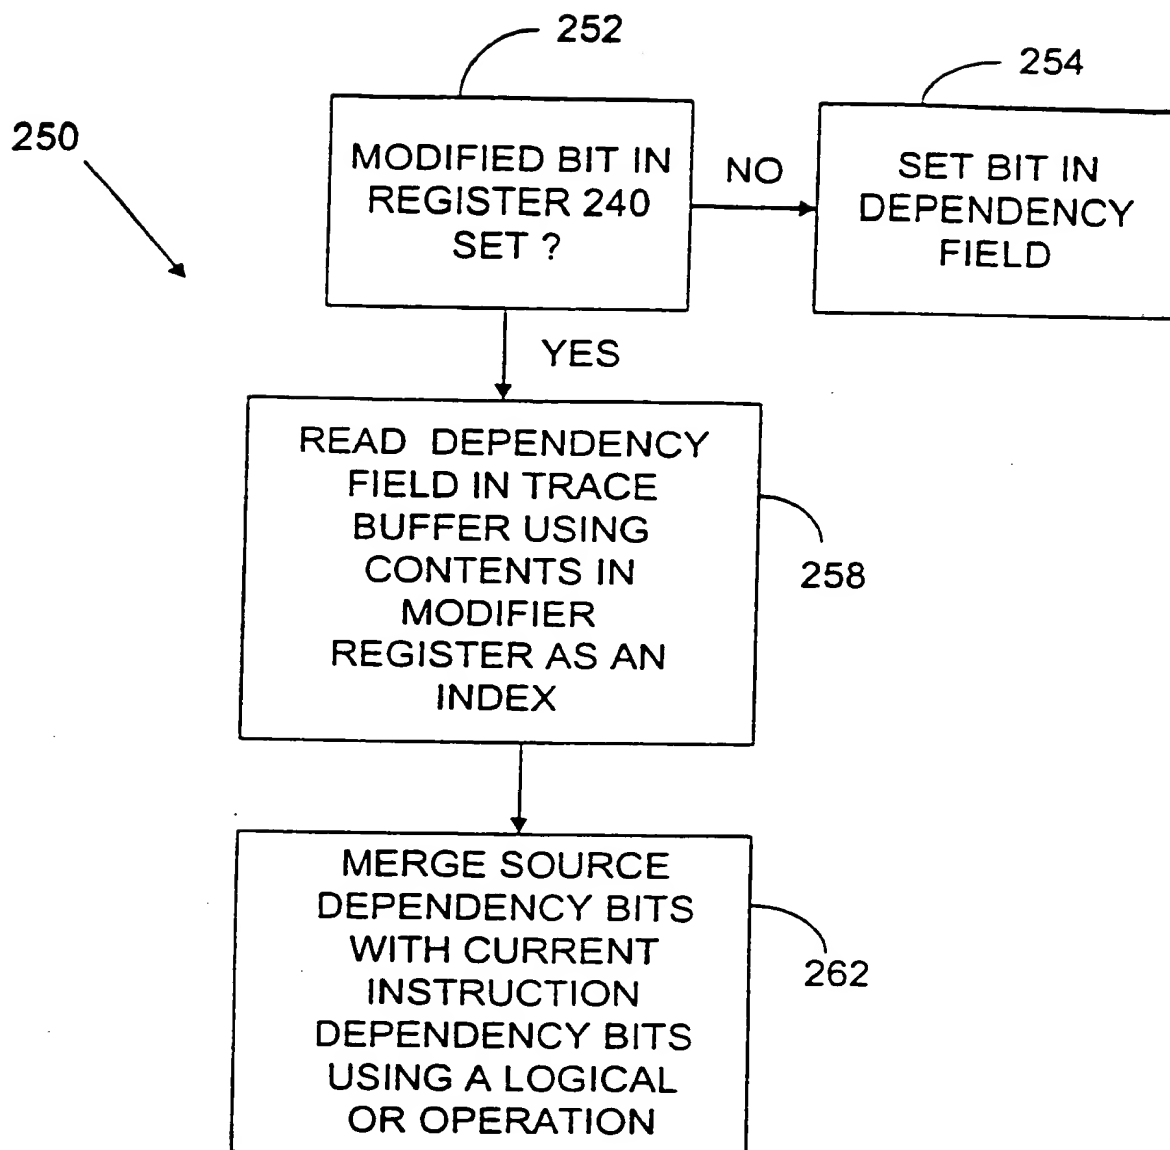 252
254
250
MODIFIED BIT IN
REGISTER 240
SET ?
NO
SET BIT IN
DEPENDENCY
FIELD
YES
READ DEPENDENCY
FIELD IN TRACE
BUFFER USING
CONTENTS IN
MODIFIER
REGISTER AS AN
INDEX
258
MERGE SOURCE
DEPENDENCY BITS
WITH CURRENT
INSTRUCTION
DEPENDENCY BITS
USING A LOGICAL
OR OPERATION
262